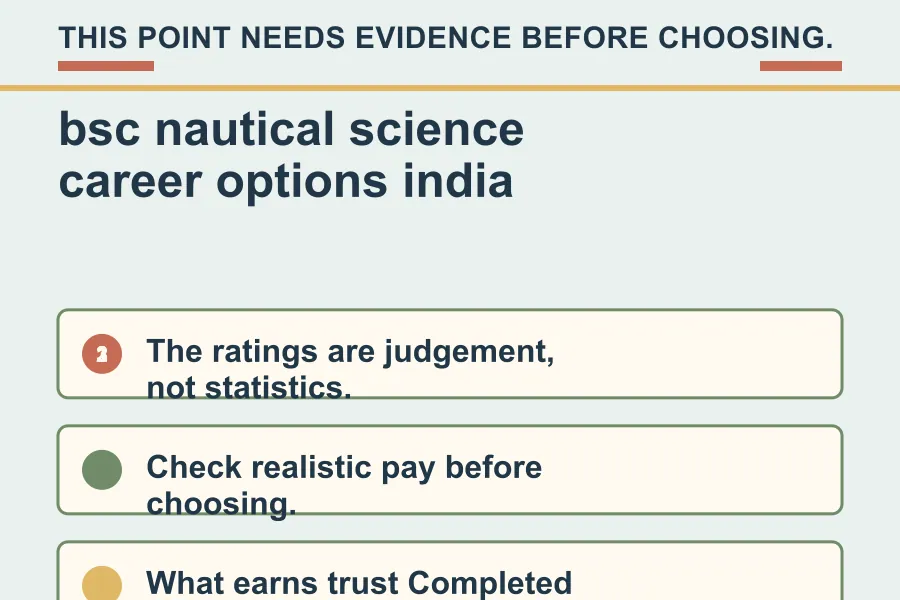 THIS POINT NEEDS EVIDENCE BEFORE CHOOSING.
bsc nautical science
career options india
The ratings are judgement,
not statistics.
Check realistic pay before
choosing.
What earns trust Completed